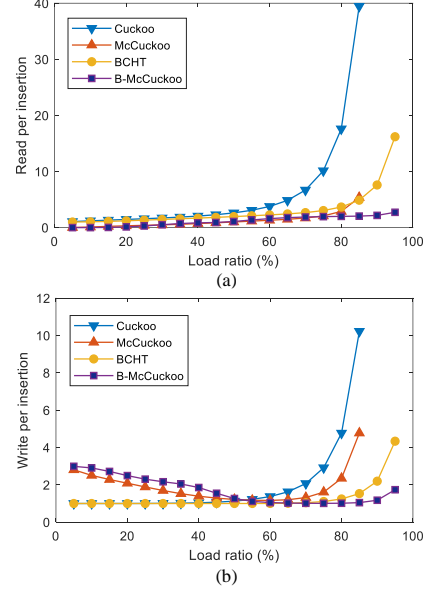 40
30
20
10
0
Read per insertion
Cuckoo
McCuckoo
BCHT
B-McCuckoo
0 20 40 60 80 100
Load ratio (%)
(a)
12
10
8
6
4
2
0
Write per insertion
Cuckoo
McCuckoo
BCHT
B-McCuckoo
0 20 40 60 80 100
Load ratio (%)
(b)